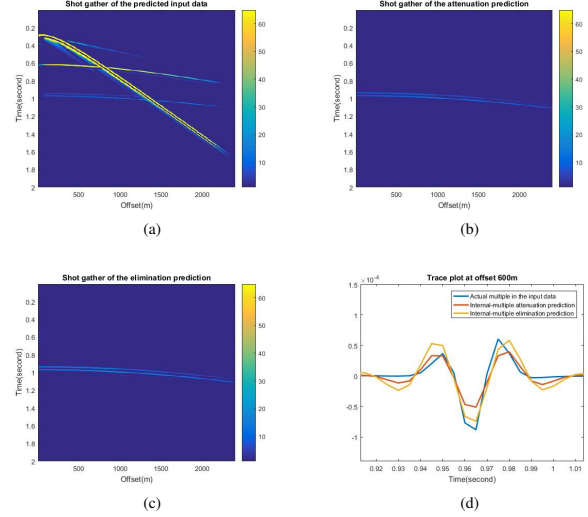 Shot gather of the predicted input data
0.2
0.4
0.6
0.8
1
1.2
1.4
1.6
1.8
2
Time(second)
500 1000 1500 2000
Offset(m)
60
50
40
30
20
10
(a)
Shot gather of the attenuation prediction
0.2
0.4
0.6
0.8
1
1.2
1.4
1.6
1.8
2
Time(second)
500 1000 1500 2000
Offset(m)
60
50
40
30
20
10
(b)
Shot gather of the elimination prediction
0.2
0.4
0.6
0.8
1
1.2
1.4
1.6
1.8
2
Time(second)
500 1000 1500 2000
Offset(m)
60
50
40
30
20
10
(c)
Trace plot at offset 600m
×10⁻⁴
1.5
1
0.5
0
-0.5
-1
Actual multiple in the input data
Internal-multiple attenuation prediction
Internal-multiple elimination prediction
0.92 0.93 0.94 0.95 0.96 0.97 0.98 0.99 1 1.01
Time(second)
(d)